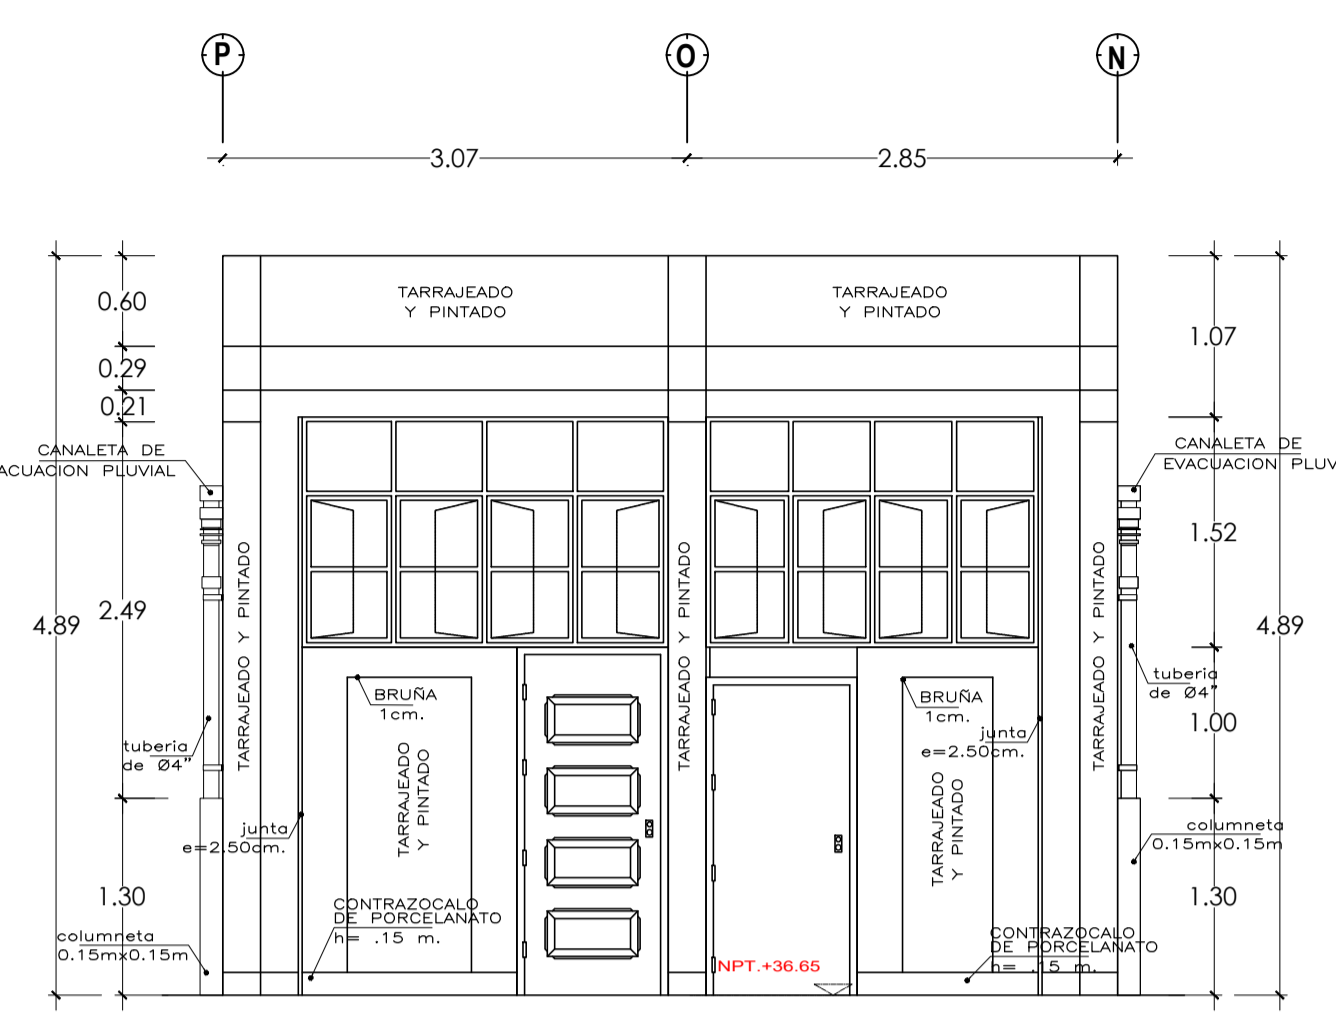 P
O
N
3.07
2.85
TARRAJEADO
Y PINTADO
TARRAJEADO
Y PINTADO
0.60
0.29
0.21
2.49
4.89
1.30
1.07
1.52
1.00
1.30
4.89
CANALETA DE
ACUACION PLUVIAL
CANALETA DE
EVACUACION PLUV
TARRAJEADO Y PINTADO
TARRAJEADO Y PINTADO
TARRAJEADO Y PINTADO
BRUÑA
1cm.
BRUÑA
1cm.
tuberia
de Ø4"
tuberia
de Ø4"
junta
e=2.50cm.
junta
e=2.50cm.
TARRAJEADO
Y PINTADO
TARRAJEADO
Y PINTADO
columneta
0.15mx0.15m
columneta
0.15mx0.15m
CONTRAZOCALO
DE PORCELANATO
h= .15 m.
CONTRAZOCALO
DE PORCELANATO
h= .15 m.
NPT.+36.65